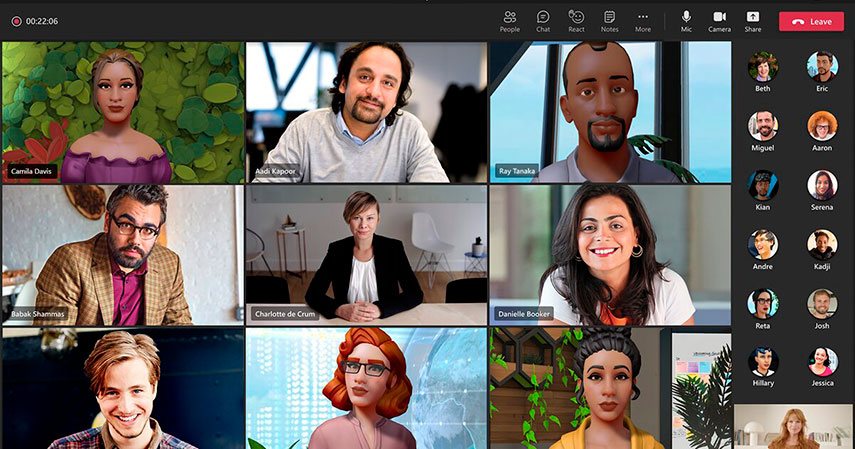 00:22:06
People Chat React Notes More Mic Camera Share Leave
Camila Davis
Aadi Kapoor
Ray Tanaka
Beth Eric
Miguel Aaron
Kian Serena
Babak Shammas
Charlotte de Crum
Danielle Booker
Andre Kadji
Reta Josh
Hillary Jessica